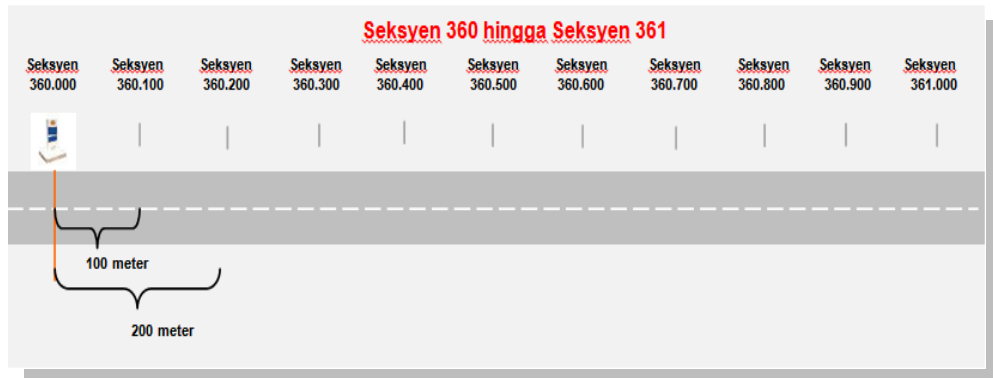 Seksyen 360 hingga Seksyen 361
Seksyen 360.000
Seksyen 360.100
Seksyen 360.200
Seksyen 360.300
Seksyen 360.400
Seksyen 360.500
Seksyen 360.600
Seksyen 360.700
Seksyen 360.800
Seksyen 360.900
Seksyen 361.000
100 meter
200 meter